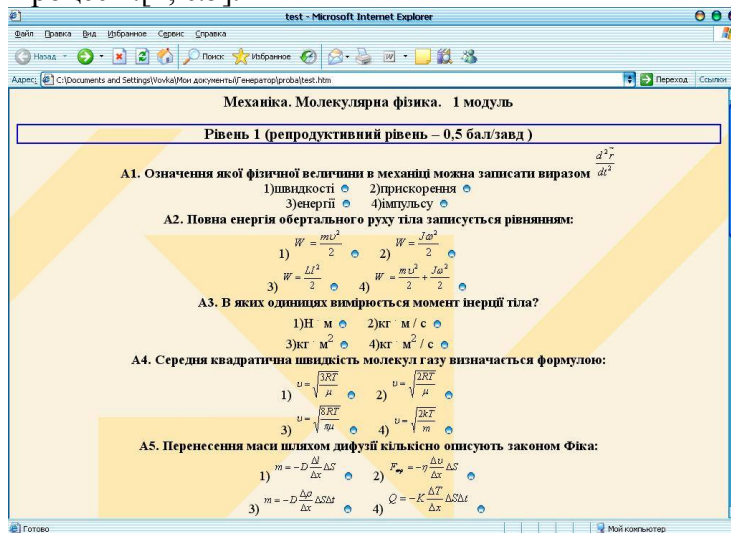 test - Microsoft Internet Explorer
Файл Правка Вид Избранное Сервис Справка
Назад Поиск Избранное
Адрес: C:\Documents and Settings\Vovka\Мои документы\Генератор\proba\test.htm Переход Ссылки
Механіка. Молекулярна фізика. 1 модуль
Рівень 1 (репродуктивний рівень – 0,5 бал/завд )
А1. Означення якої фізичної величини в механіці можна записати виразом d²r⃗/dt²
1)швидкості 2)прискорення
3)енергії 4)імпульсу
А2. Повна енергія обертального руху тіла записується рівнянням:
1) W = mυ²/2 2) W = Jω²/2
3) W = LI²/2 4) W = mυ²/2 + Jω²/2
А3. В яких одиницях вимірюється момент інерції тіла?
1)Н · м 2)кг · м / с
3)кг · м² 4)кг · м² / с
А4. Середня квадратична швидкість молекул газу визначається формулою:
1) υ = √(3RT/μ) 2) υ = √(2RT/μ)
3) υ = √(8RT/πμ) 4) υ = √(2kT/m)
А5. Перенесення маси шляхом дифузії кількісно описують законом Фіка:
1) m = −D Δl/Δx ΔS 2) Fтр = −η Δυ/Δx ΔS
3) m = −D Δρ/Δx ΔSΔt 4) Q = −K ΔT/Δx ΔSΔt
Готово Мой компьютер